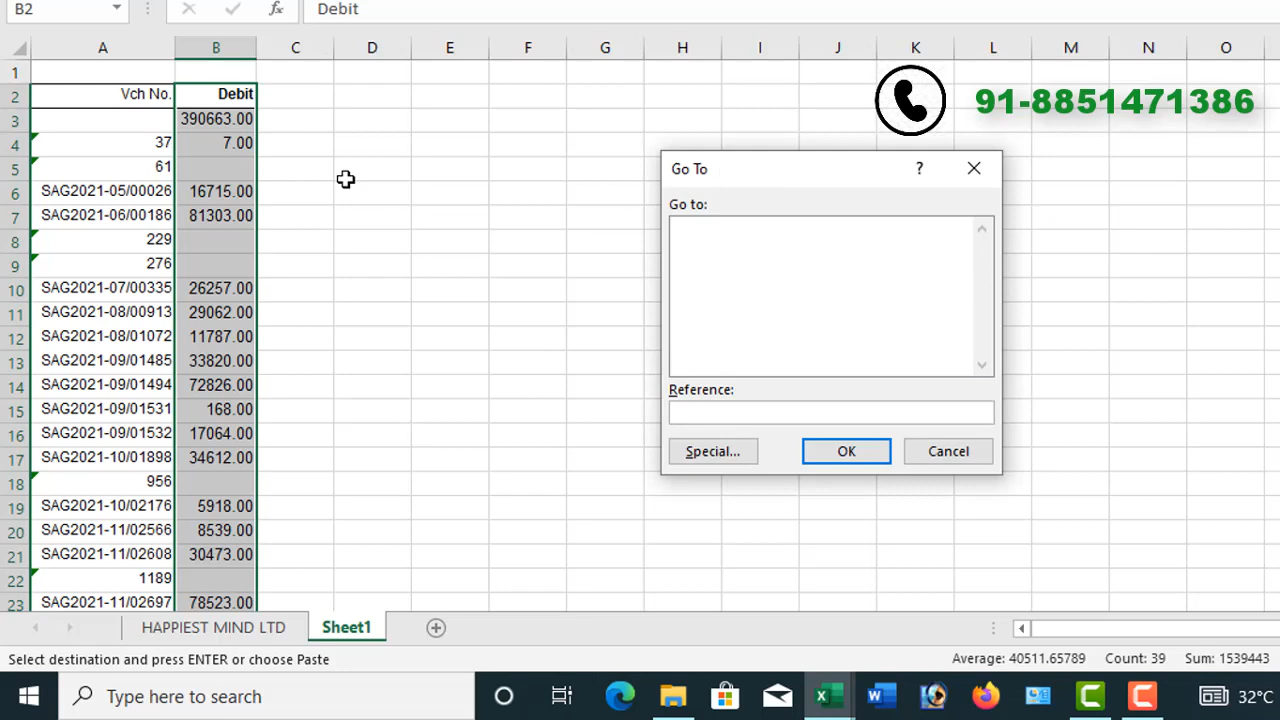 B2 fx Debit
A B C D E F G H I J K L M N O
1
2 Vch No. Debit
91-8851471386
3 390663.00
4 37 7.00
5 61
6 SAG2021-05/00026 16715.00
7 SAG2021-06/00186 81303.00
8 229
9 276
10 SAG2021-07/00335 26257.00
11 SAG2021-08/00913 29062.00
12 SAG2021-08/01072 11787.00
13 SAG2021-09/01485 33820.00
14 SAG2021-09/01494 72826.00
15 SAG2021-09/01531 168.00
16 SAG2021-09/01532 17064.00
17 SAG2021-10/01898 34612.00
18 956
19 SAG2021-10/02176 5918.00
20 SAG2021-11/02566 8539.00
21 SAG2021-11/02608 30473.00
22 1189
23 SAG2021-11/02697 78523.00
Go To ?
Go to:
Reference:
Special... OK Cancel
HAPPIEST MIND LTD Sheet1
Select destination and press ENTER or choose Paste Average: 40511.65789 Count: 39 Sum: 1539443
Type here to search 32°C